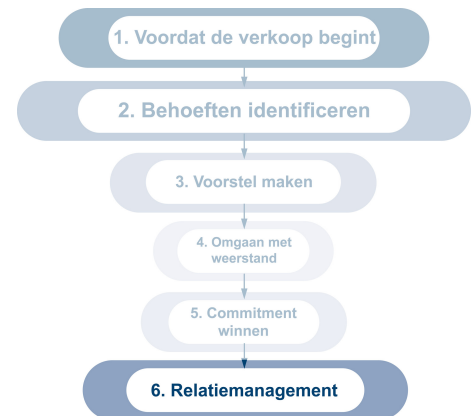 1. Voordat de verkoop begint
2. Behoeften identificeren
3. Voorstel maken
4. Omgaan met
weerstand
5. Commitment
winnen
6. Relatiemanagement